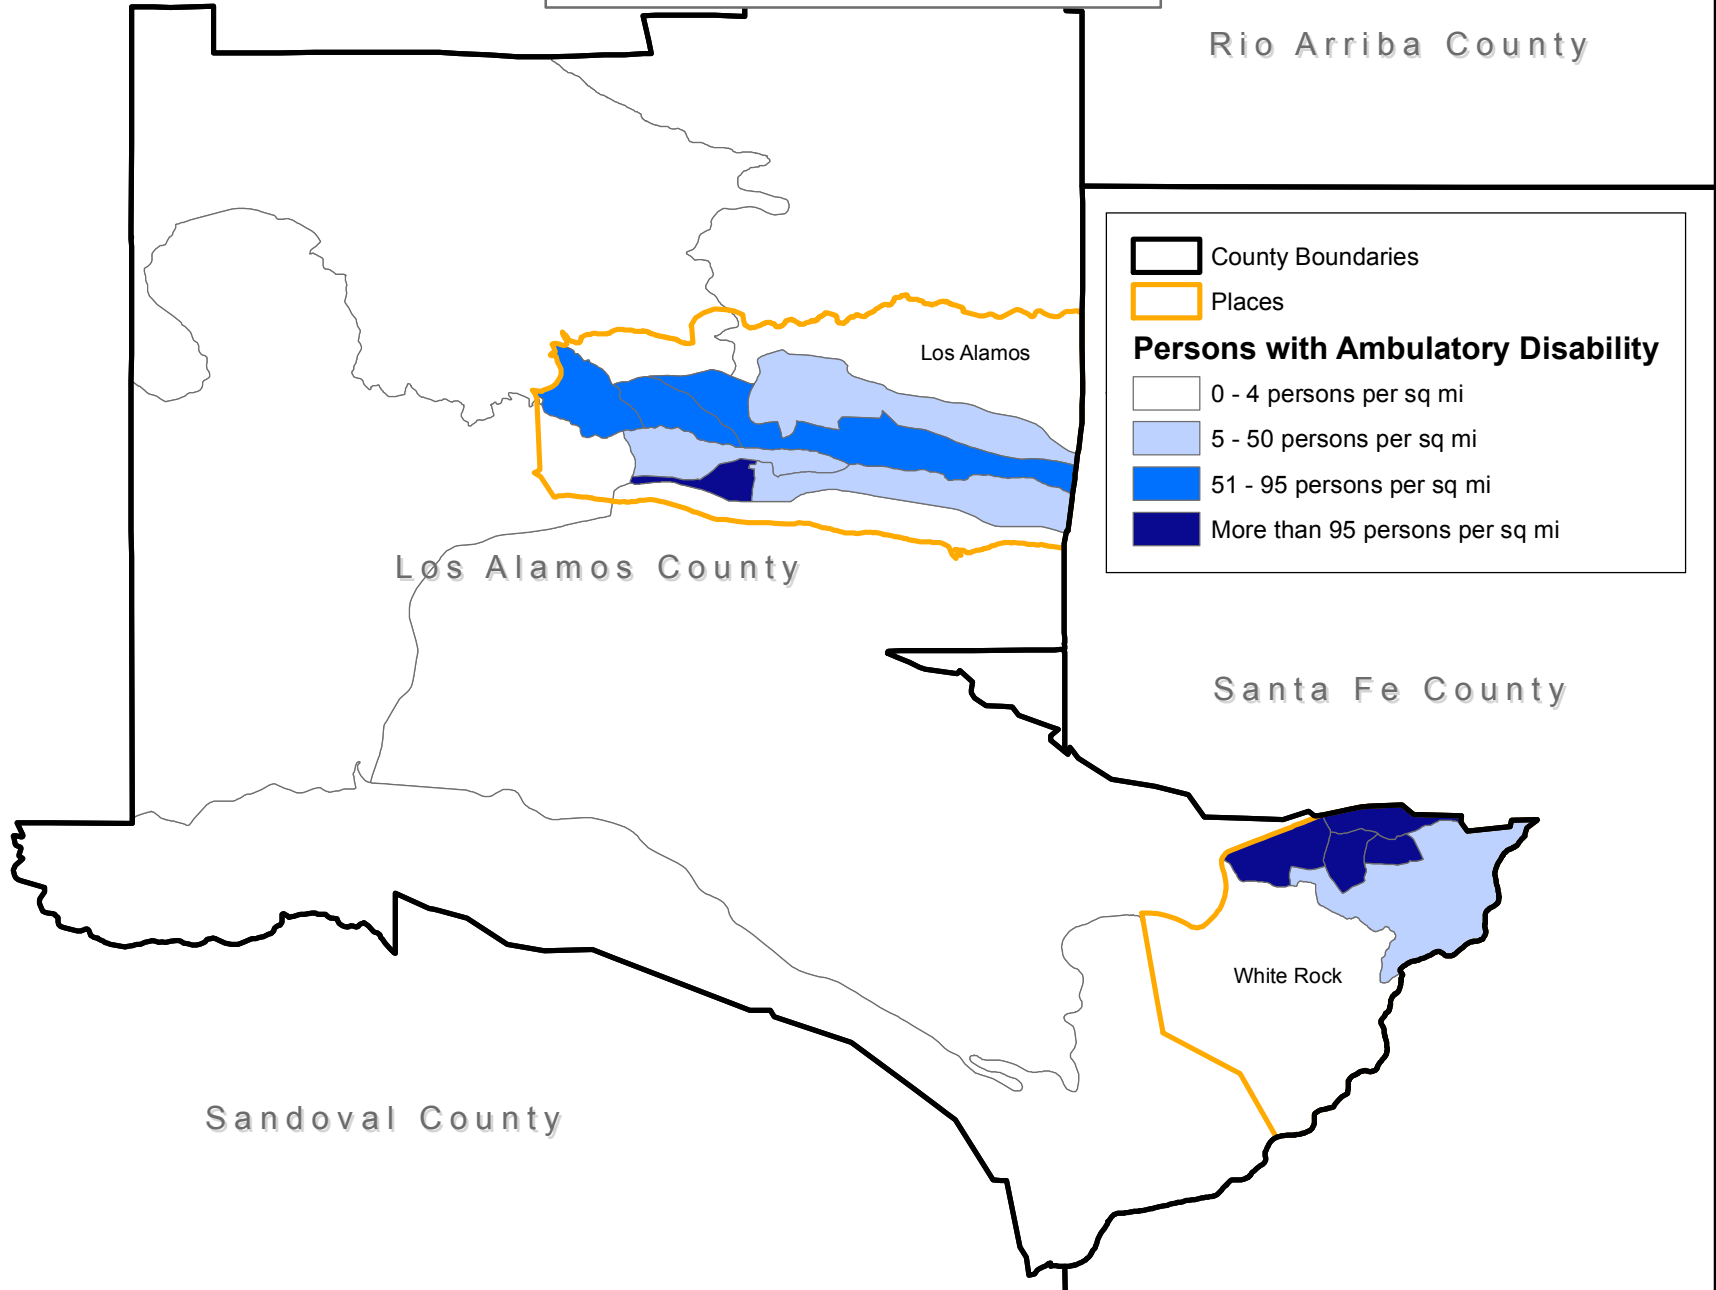 Rio Arriba County
County Boundaries
Places
Persons with Ambulatory Disability
0 - 4 persons per sq mi
5 - 50 persons per sq mi
51 - 95 persons per sq mi
More than 95 persons per sq mi
Los Alamos
Los Alamos County
Santa Fe County
White Rock
Sandoval County